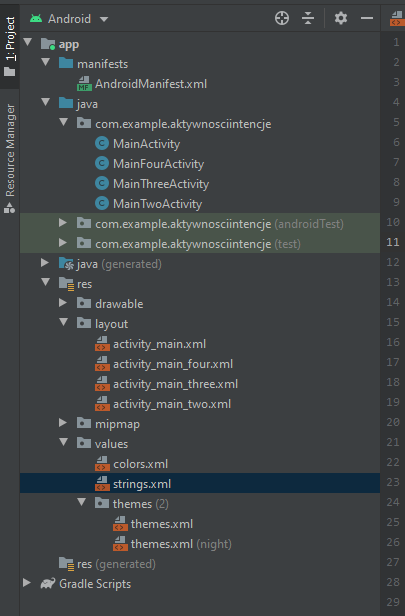 Android
1
1: Project
app
2
manifests
3
AndroidManifest.xml
4
java
5
com.example.aktywnosciintencje
6
MainActivity
7
MainFourActivity
8
MainThreeActivity
9
MainTwoActivity
10
com.example.aktywnosciintencje (androidTest)
11
com.example.aktywnosciintencje (test)
12
java (generated)
13
res
14
drawable
15
layout
16
activity_main.xml
17
activity_main_four.xml
18
activity_main_three.xml
19
activity_main_two.xml
20
mipmap
21
values
22
colors.xml
23
strings.xml
24
themes (2)
25
themes.xml
26
themes.xml (night)
27
res (generated)
28
Gradle Scripts
29
Resource Manager
C
C
C
C
MF